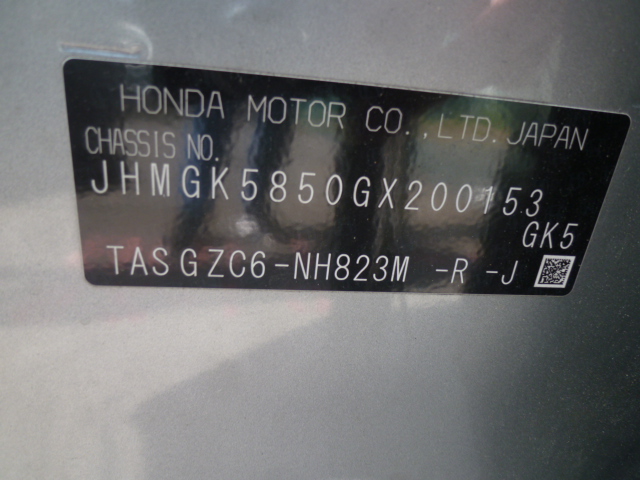 HONDA MOTOR CO.,LTD.JAPAN
CHASSIS NO.
JHMGK5850GX200153
GK5
TASGZC6-NH823M -R -J